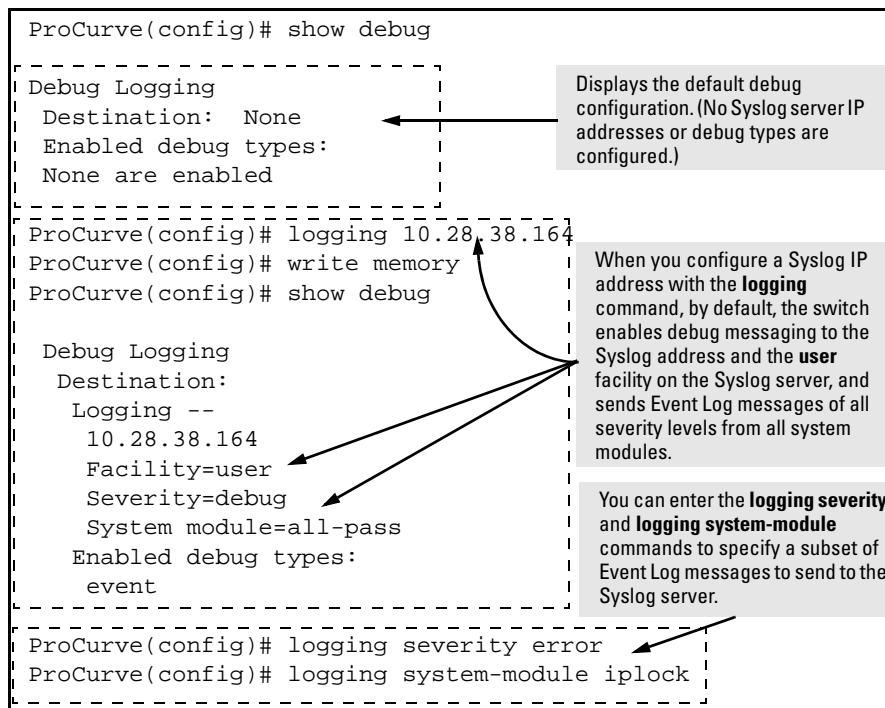 ProCurve(config)# show debug
Debug Logging
Destination: None
Enabled debug types:
None are enabled
Displays the default debug
configuration. (No Syslog server IP
addresses or debug types are
configured.)
ProCurve(config)# logging 10.28.38.164
ProCurve(config)# write memory
ProCurve(config)# show debug
Debug Logging
Destination:
Logging --
10.28.38.164
Facility=user
Severity=debug
System module=all-pass
Enabled debug types:
event
When you configure a Syslog IP
address with the logging
command, by default, the switch
enables debug messaging to the
Syslog address and the user
facility on the Syslog server, and
sends Event Log messages of all
severity levels from all system
modules.
You can enter the logging severity
and logging system-module
commands to specify a subset of
Event Log messages to send to the
Syslog server.
ProCurve(config)# logging severity error
ProCurve(config)# logging system-module iplock